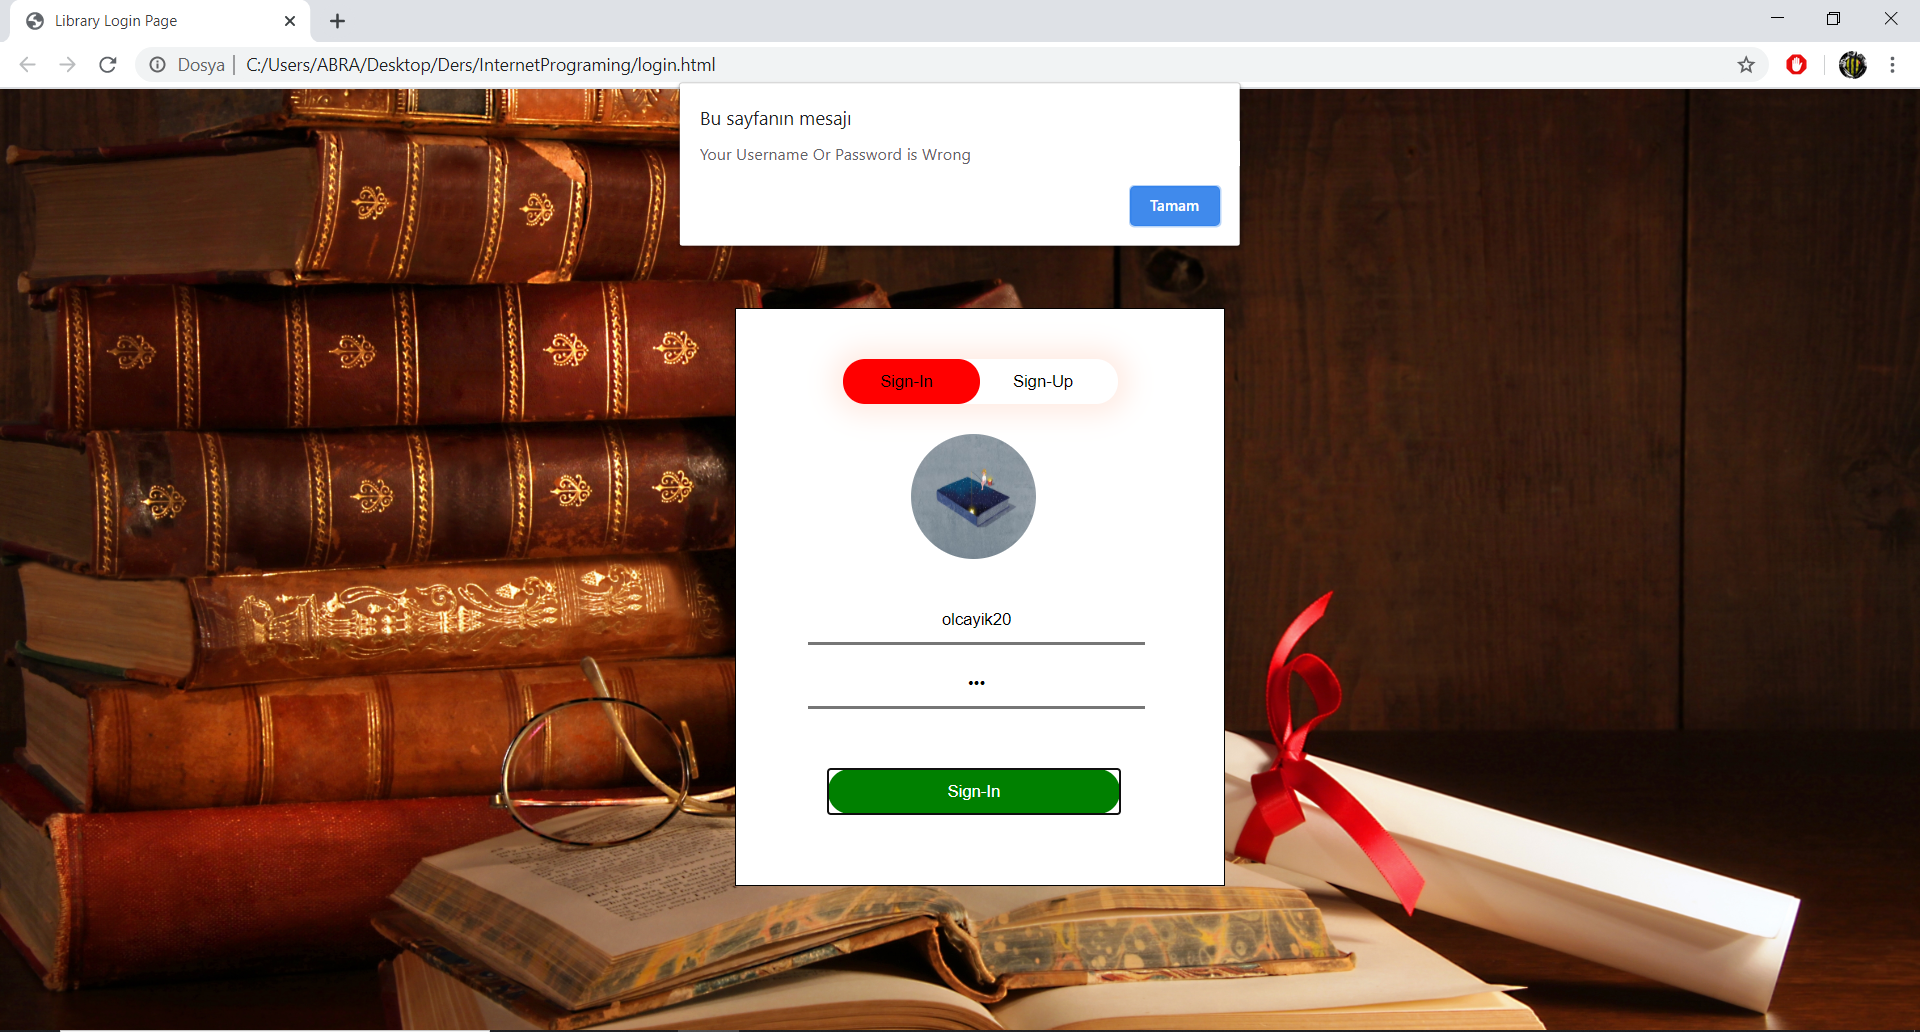 Library Login Page
Dosya | C:/Users/ABRA/Desktop/Ders/InternetPrograming/login.html
Bu sayfanın mesajı
Your Username Or Password is Wrong
Tamam
Sign-In Sign-Up
olcayik20
•••
Sign-In